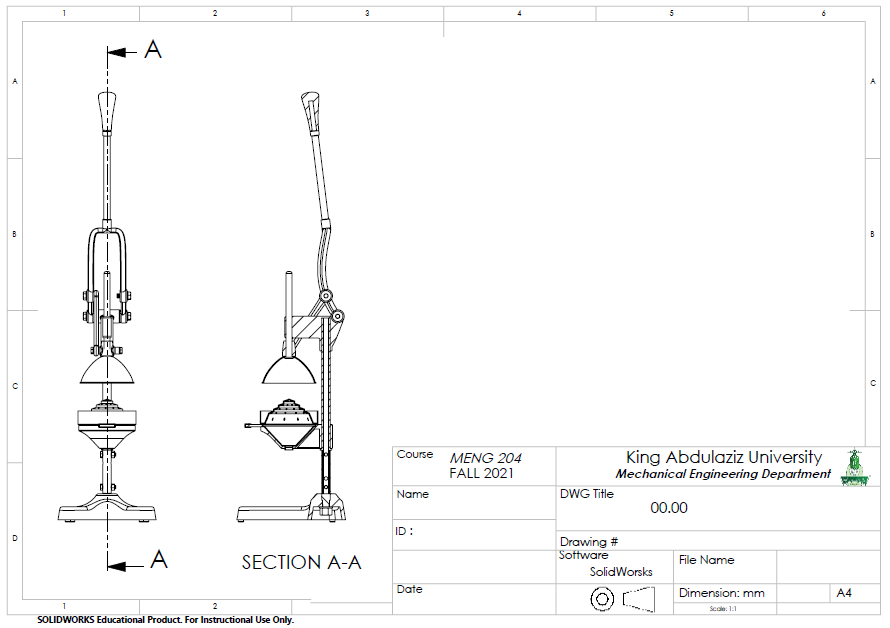 1 2 3 4 5 6
A
A A
B B
C C
D
A
SECTION A-A
Course MENG 204
FALL 2021
King Abdulaziz University
Mechanical Engineering Department
Name
DWG Title
00.00
ID :
Drawing #
Software
SolidWorsks
File Name
Date
Dimension: mm
A4
Scale: 1:1
1 2
SOLIDWORKS Educational Product. For Instructional Use Only.